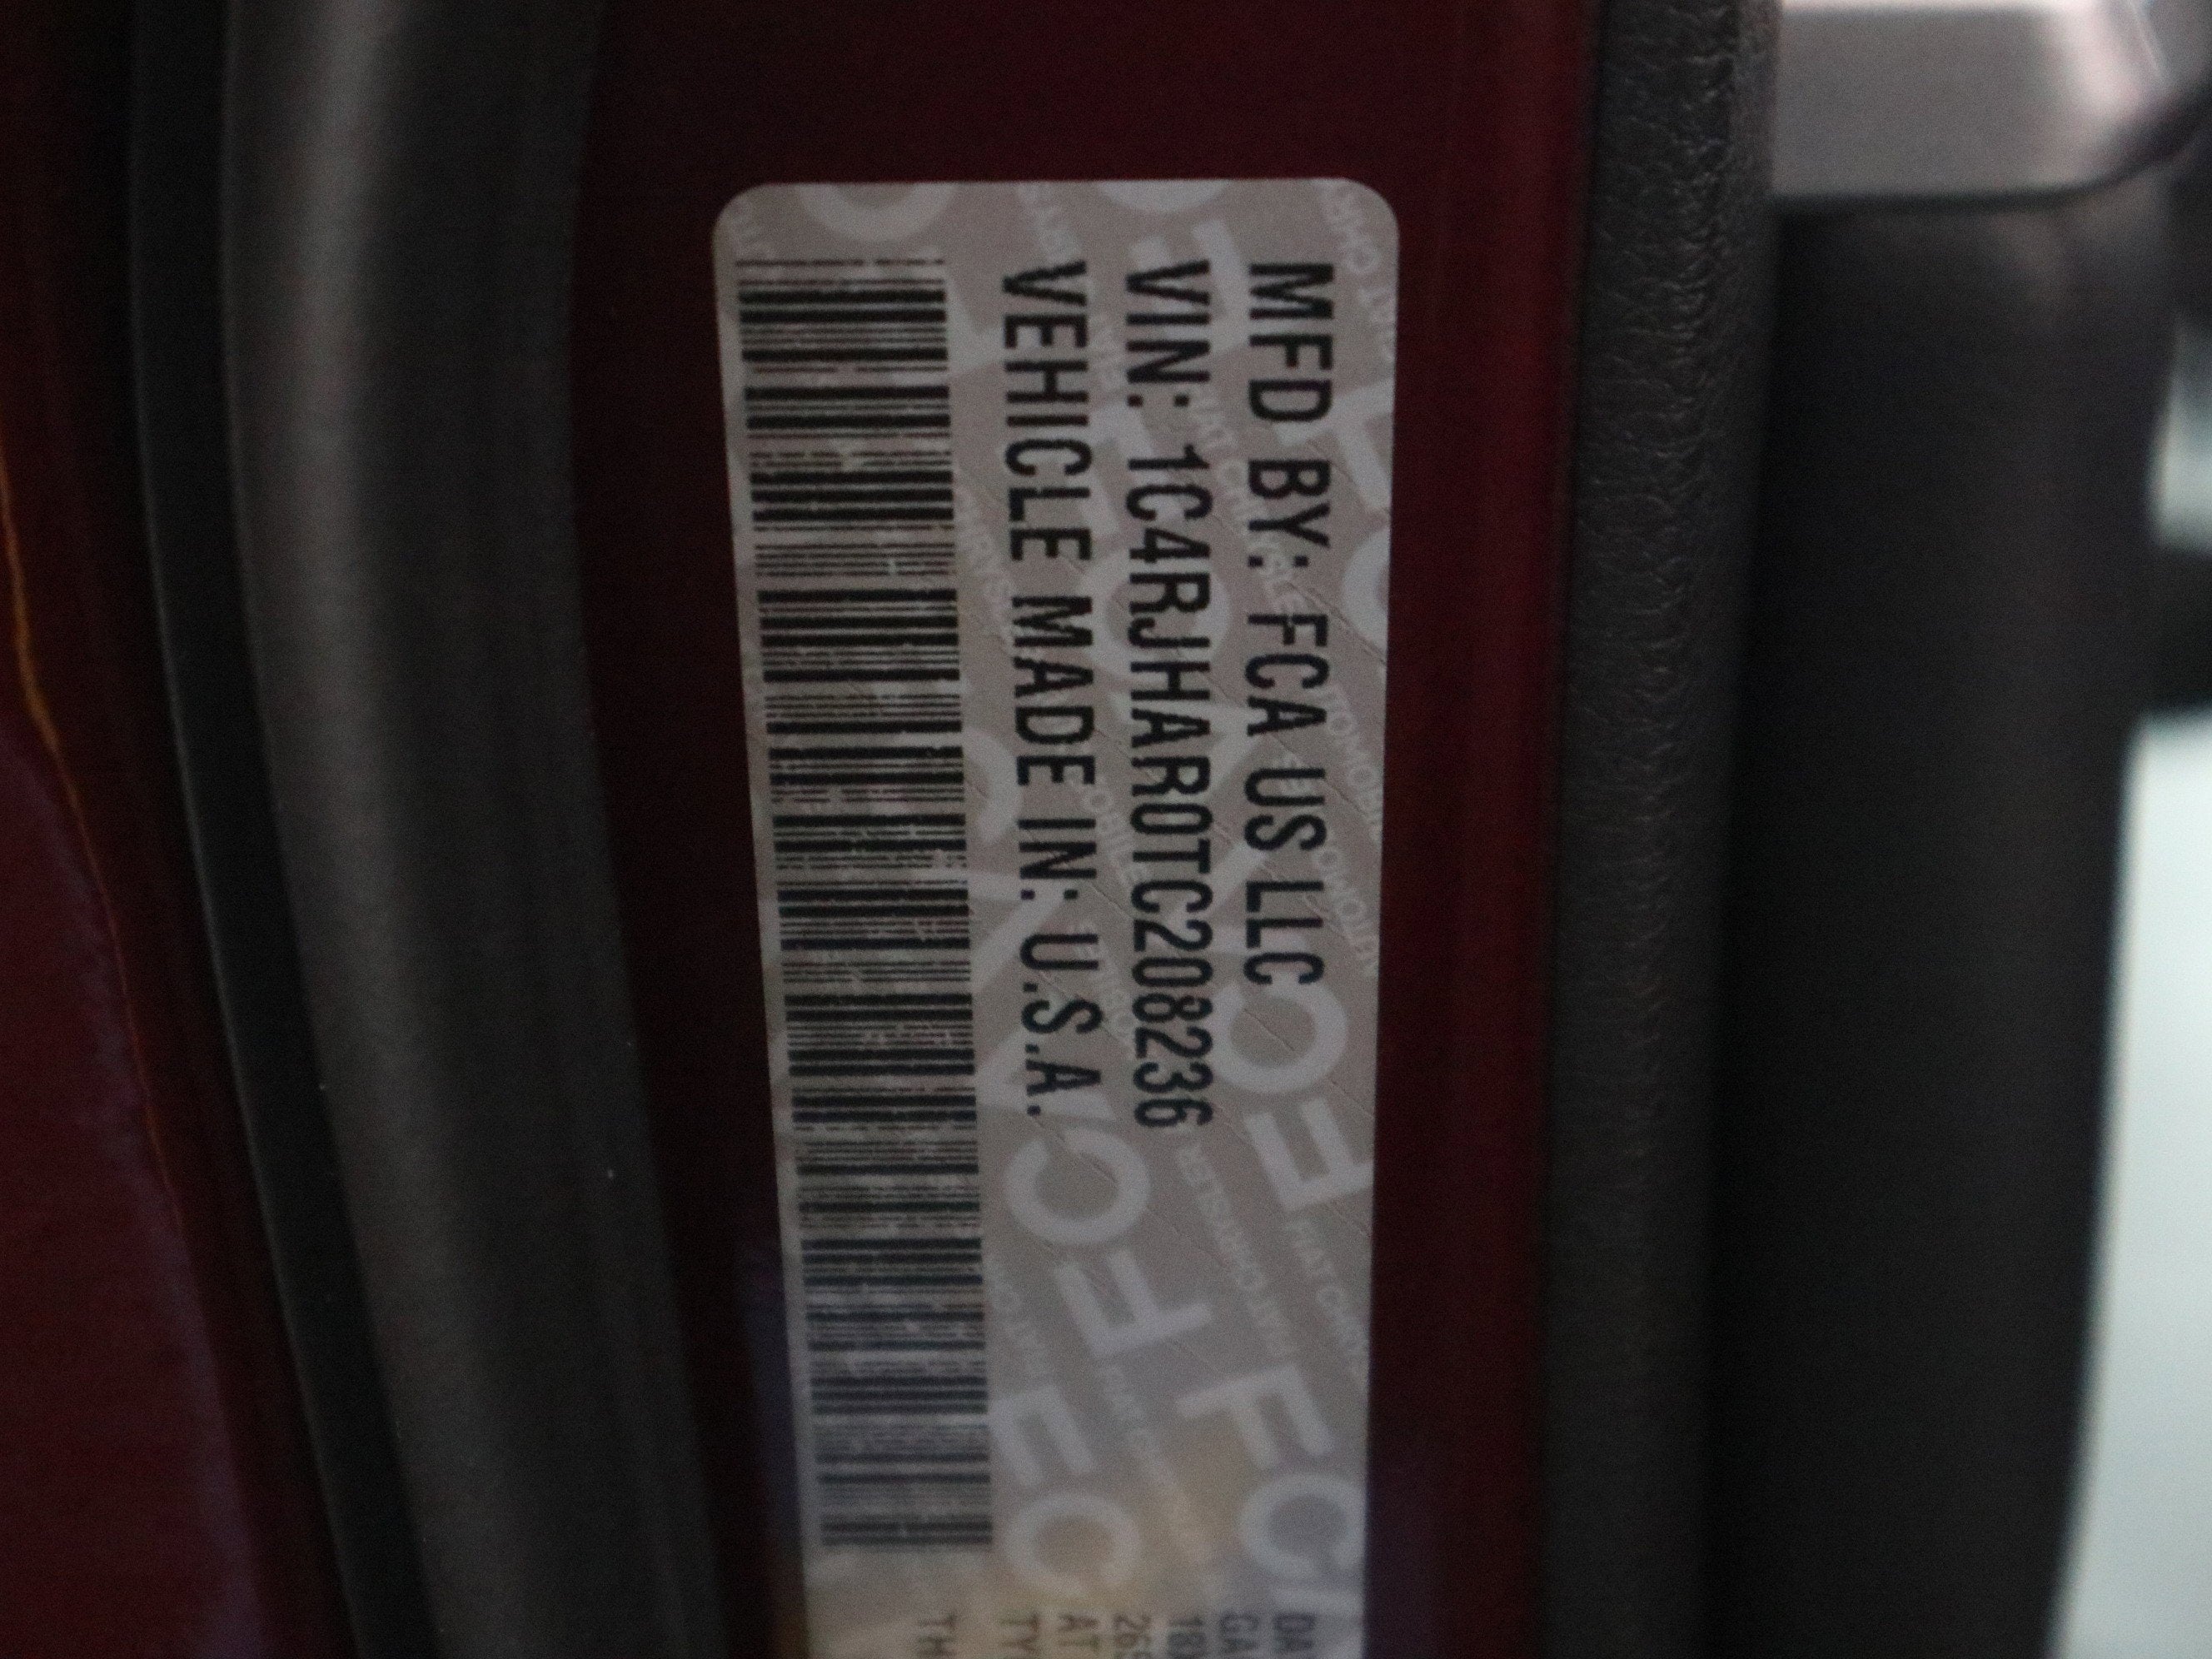 MFD BY: FCA US LLC
VIN: 1C4RJHAR0TC208236
VEHICLE MADE IN: U.S.A.